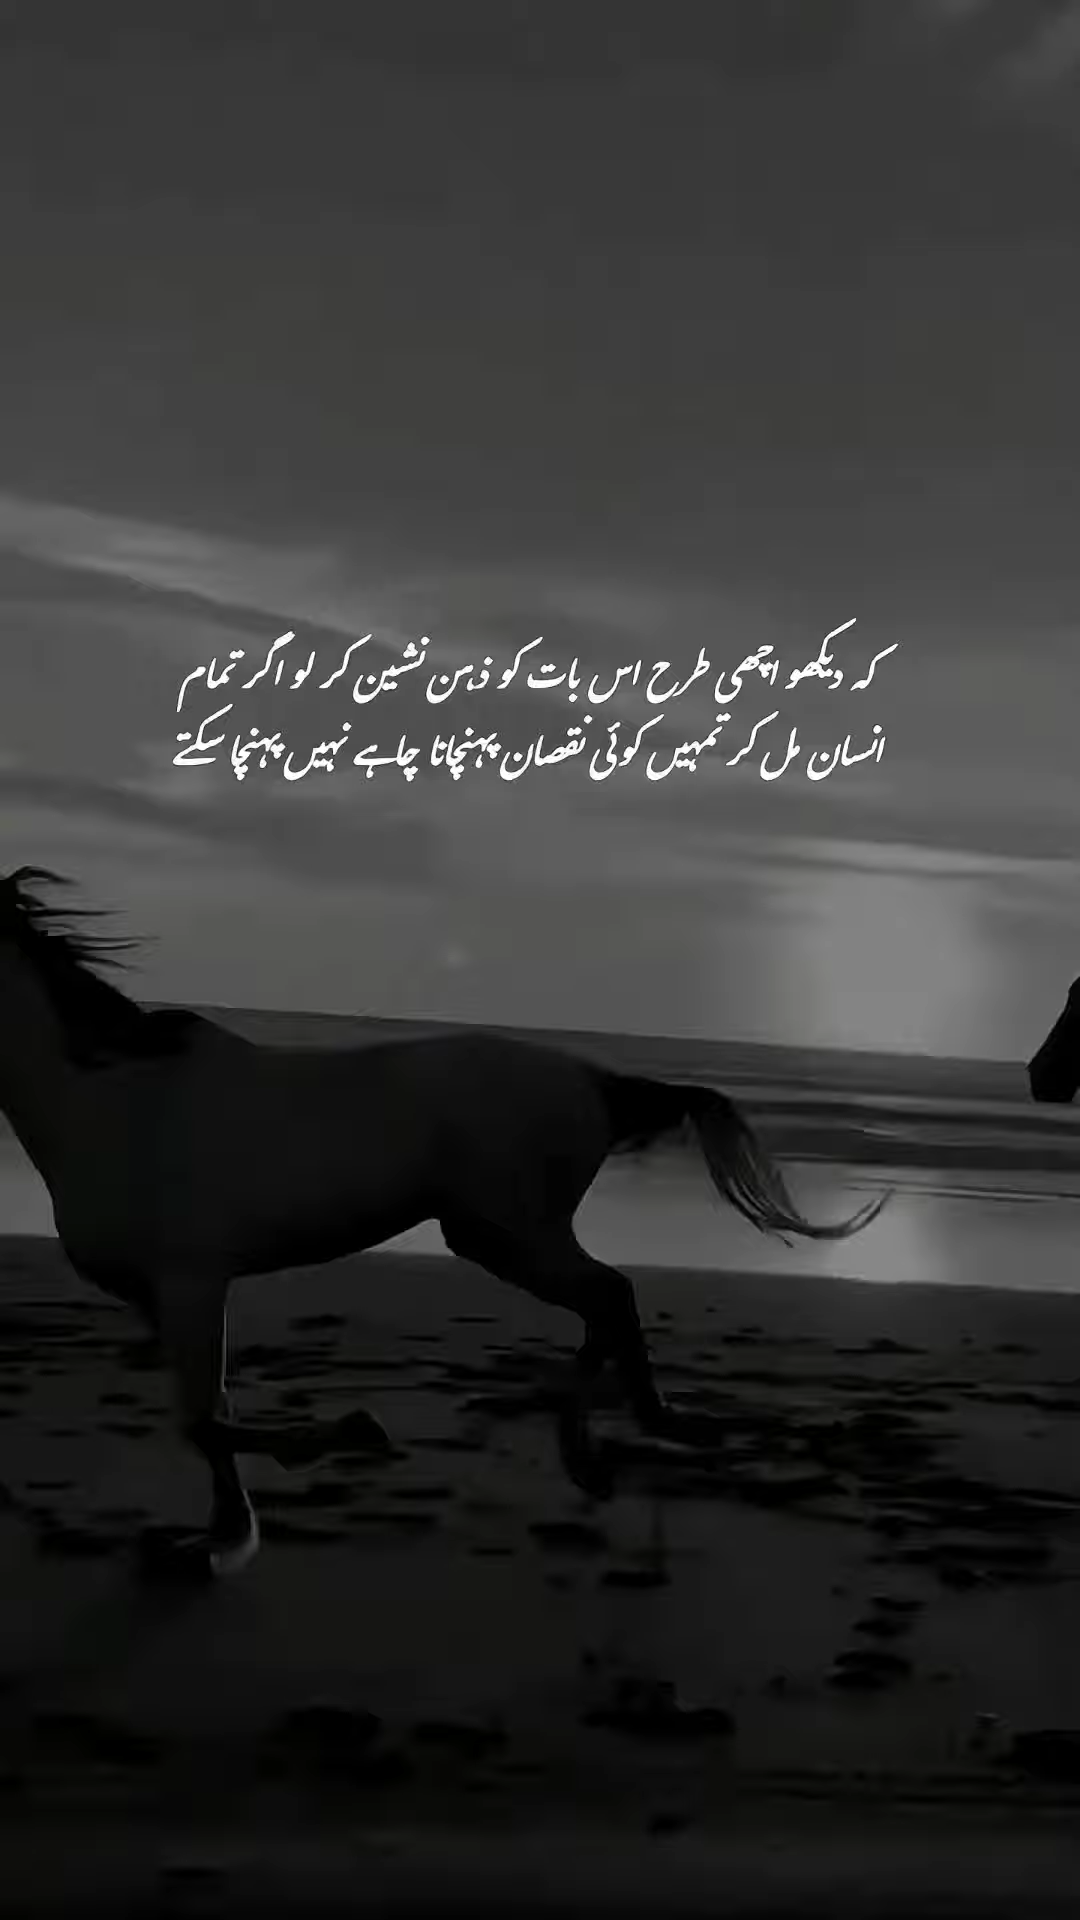 کہ دیکھو اچھی طرح اس بات کو ذہن نشین کر لو اگر تمام
انسان مل کر تمہیں کوئی نقصان پہنچانا چاہے نہیں پہنچا سکتے